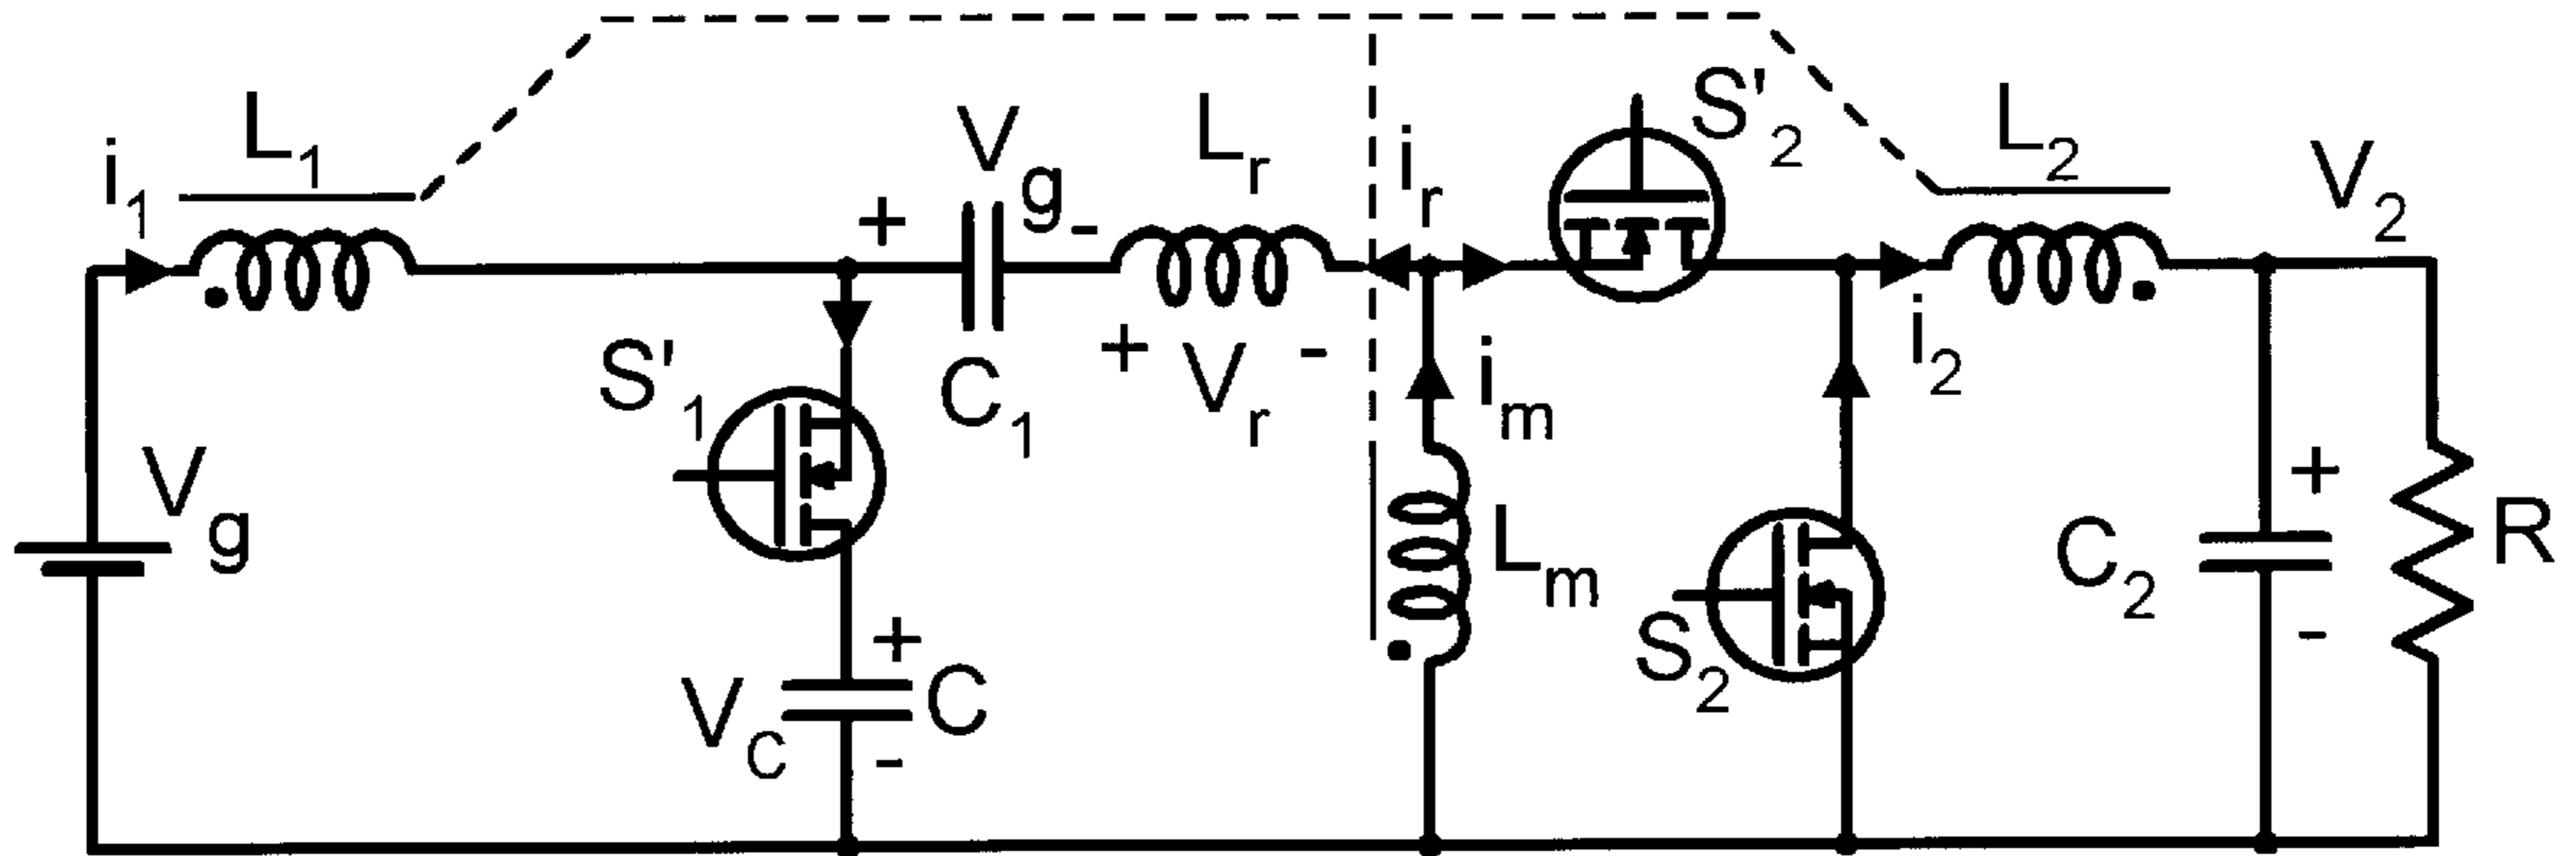 i1
L1
Vg
Lr
ir
S'2
L2
V2
+
-
i2
S'1
C1
+ Vr -
im
Vg
Lm
S2
C2
+
-
R
VC
+
-
C